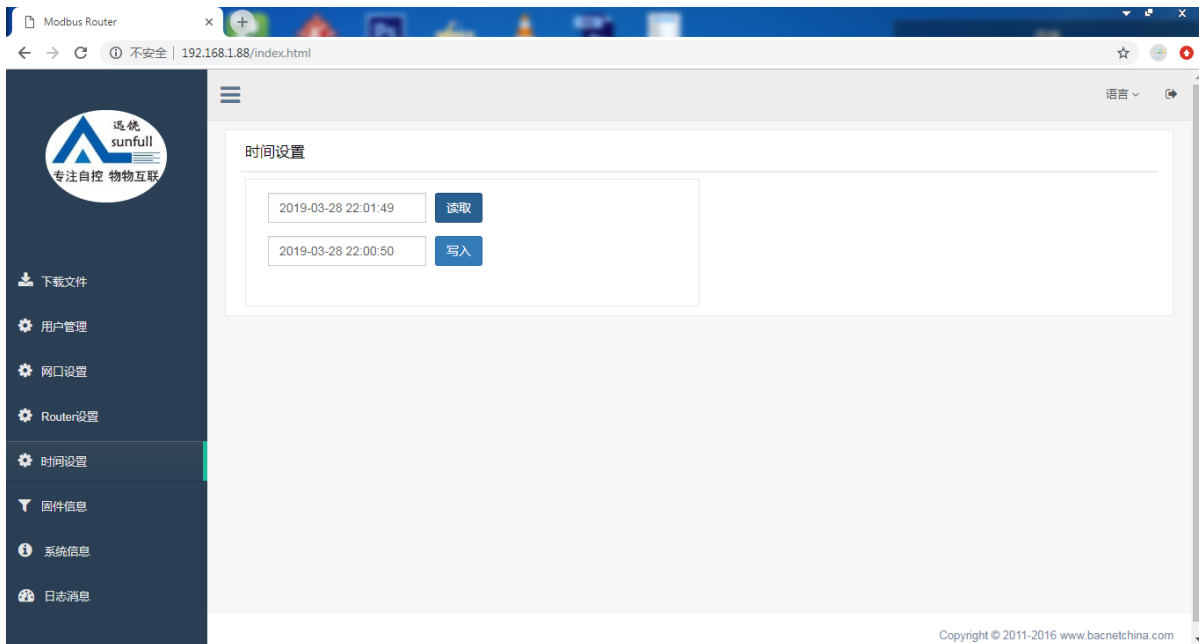 Modbus Router
不安全 | 192.168.1.88/index.html
迅饶
sunfull
专注自控 物物互联
语言
时间设置
2019-03-28 22:01:49 读取
2019-03-28 22:00:50 写入
下载文件
用户管理
网口设置
Router设置
时间设置
固件信息
系统信息
日志消息
Copyright © 2011-2016 www.bacnetchina.com